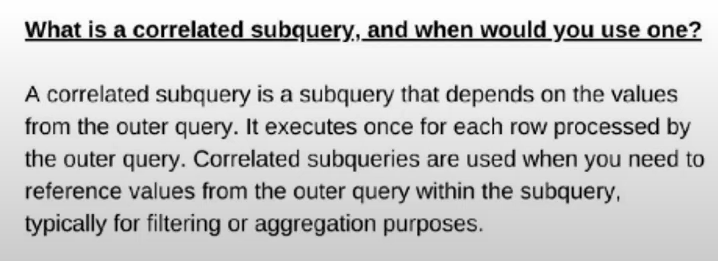 What is a correlated subquery, and when would you use one?
A correlated subquery is a subquery that depends on the values
from the outer query. It executes once for each row processed by
the outer query. Correlated subqueries are used when you need to
reference values from the outer query within the subquery,
typically for filtering or aggregation purposes.